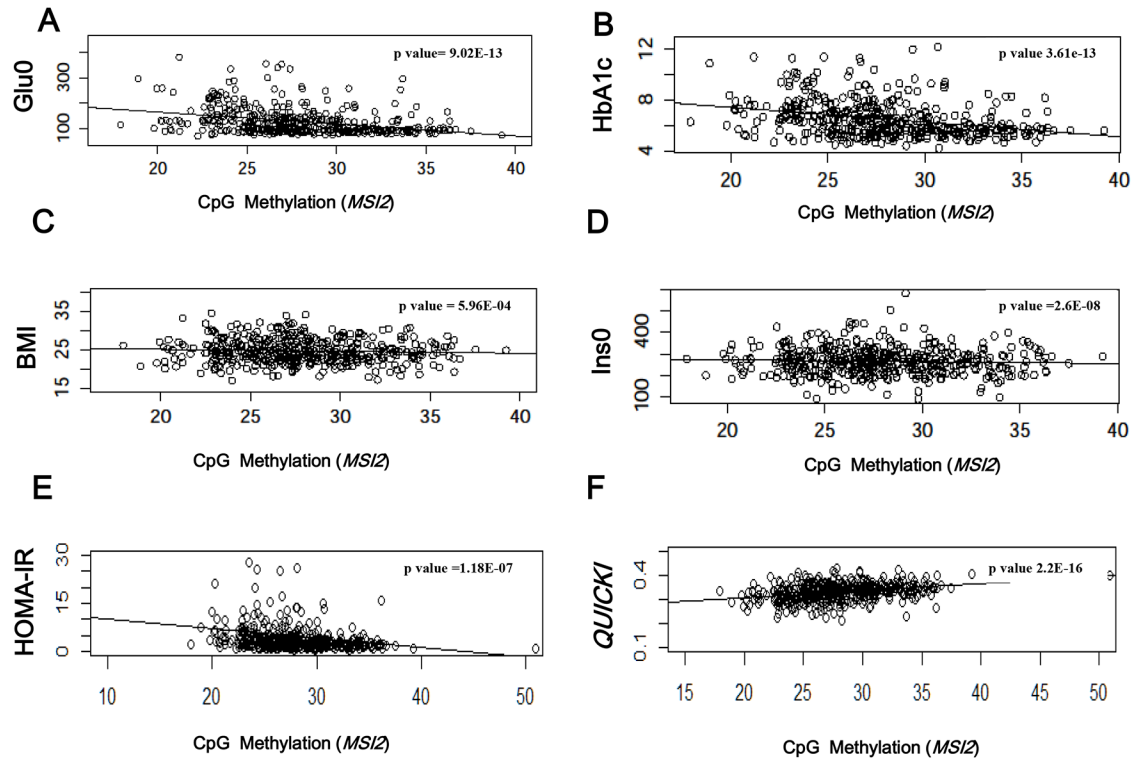 A
p value= 9.02E-13
Glu0
300
100
20 25 30 35 40
CpG Methylation (MSI2)
B
p value 3.61e-13
HbA1c
12
8
4
20 25 30 35 40
CpG Methylation (MSI2)
C
p value = 5.96E-04
BMI
35
25
15
20 25 30 35 40
CpG Methylation (MSI2)
D
p value =2.6E-08
Ins0
400
100
20 25 30 35 40
CpG Methylation (MSI2)
E
p value =1.18E-07
HOMA-IR
30
15
0
10 20 30 40 50
CpG Methylation (MSI2)
F
p value 2.2E-16
QUICKI
0.4
0.1
15 20 25 30 35 40 45 50
CpG Methylation (MSI2)